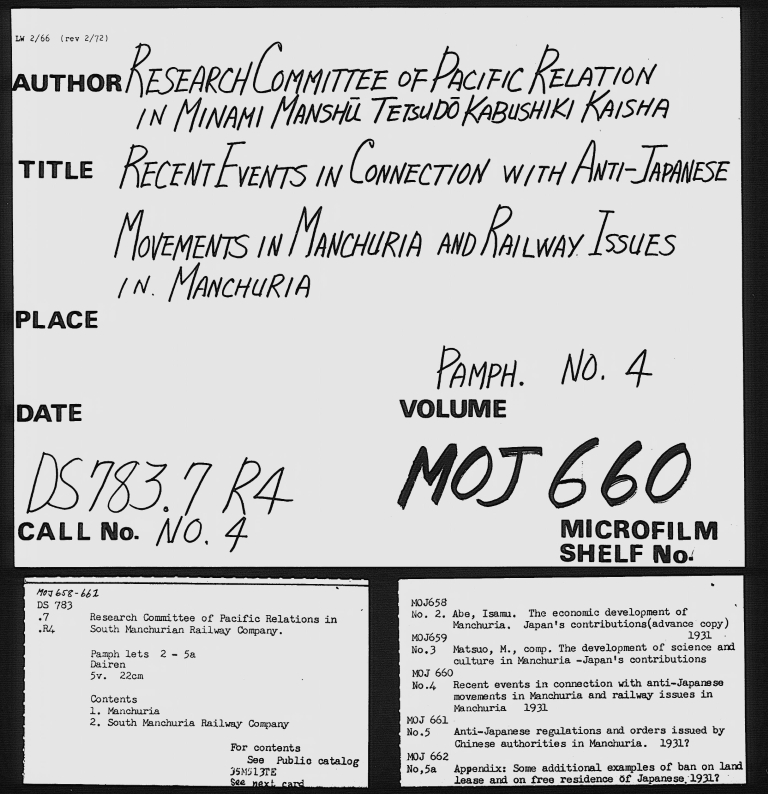 LW 2/66 (rev 2/72)
AUTHOR RESEARCH COMMITTEE OF PACIFIC RELATION
IN MINAMI MANSHŪ TETSUDŌ KABUSHIKI KAISHA
TITLE RECENT EVENTS IN CONNECTION WITH ANTI-JAPANESE
MOVEMENTS IN MANCHURIA AND RAILWAY ISSUES
IN. MANCHURIA
PLACE
PAMPH. NO. 4
DATE
VOLUME
DS783.7 R4
MOJ 660
CALL No. NO. 4
MICROFILM
SHELF No.
MOJ 658-662
DS 783
.7 Research Committee of Pacific Relations in
.R4 South Manchurian Railway Company.
Pamph lets 2 - 5a
Dairen
5v. 22cm
Contents
1. Manchuria
2. South Manchuria Railway Company
For contents
See Public catalog
See next card
MOJ658
No. 2. Abe, Isamu. The economic development of
Manchuria. Japan's contributions(advance copy)
MOJ659 1931
No.3 Matsuo, M., comp. The development of science and
culture in Manchuria -Japan's contributions
MOJ 660
No.4 Recent events in connection with anti-Japanese
movements in Manchuria and railway issues in
Manchuria 1931
MOJ 661
No.5 Anti-Japanese regulations and orders issued by
Chinese authorities in Manchuria. 1931?
MOJ 662
No,5a Appendix: Some additional examples of ban on land
lease and on free residence of Japanese 1931?